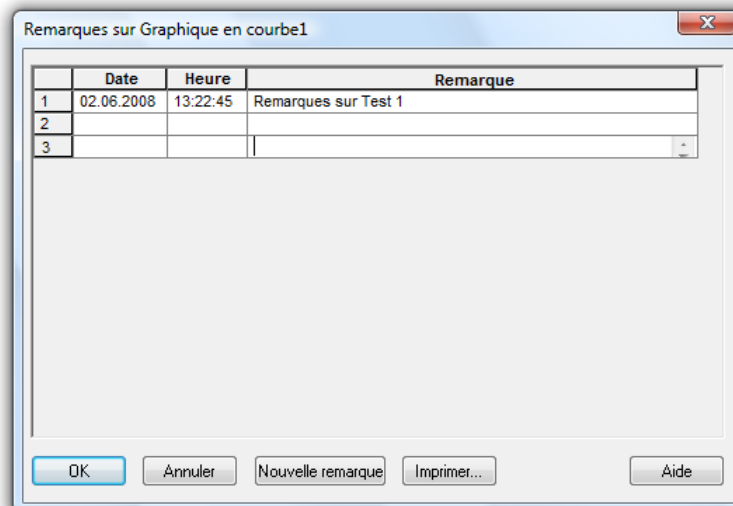 Remarques sur Graphique en courbe1
Date Heure Remarque
1 02.06.2008 13:22:45 Remarques sur Test 1
2
3
OK Annuler Nouvelle remarque Imprimer... Aide